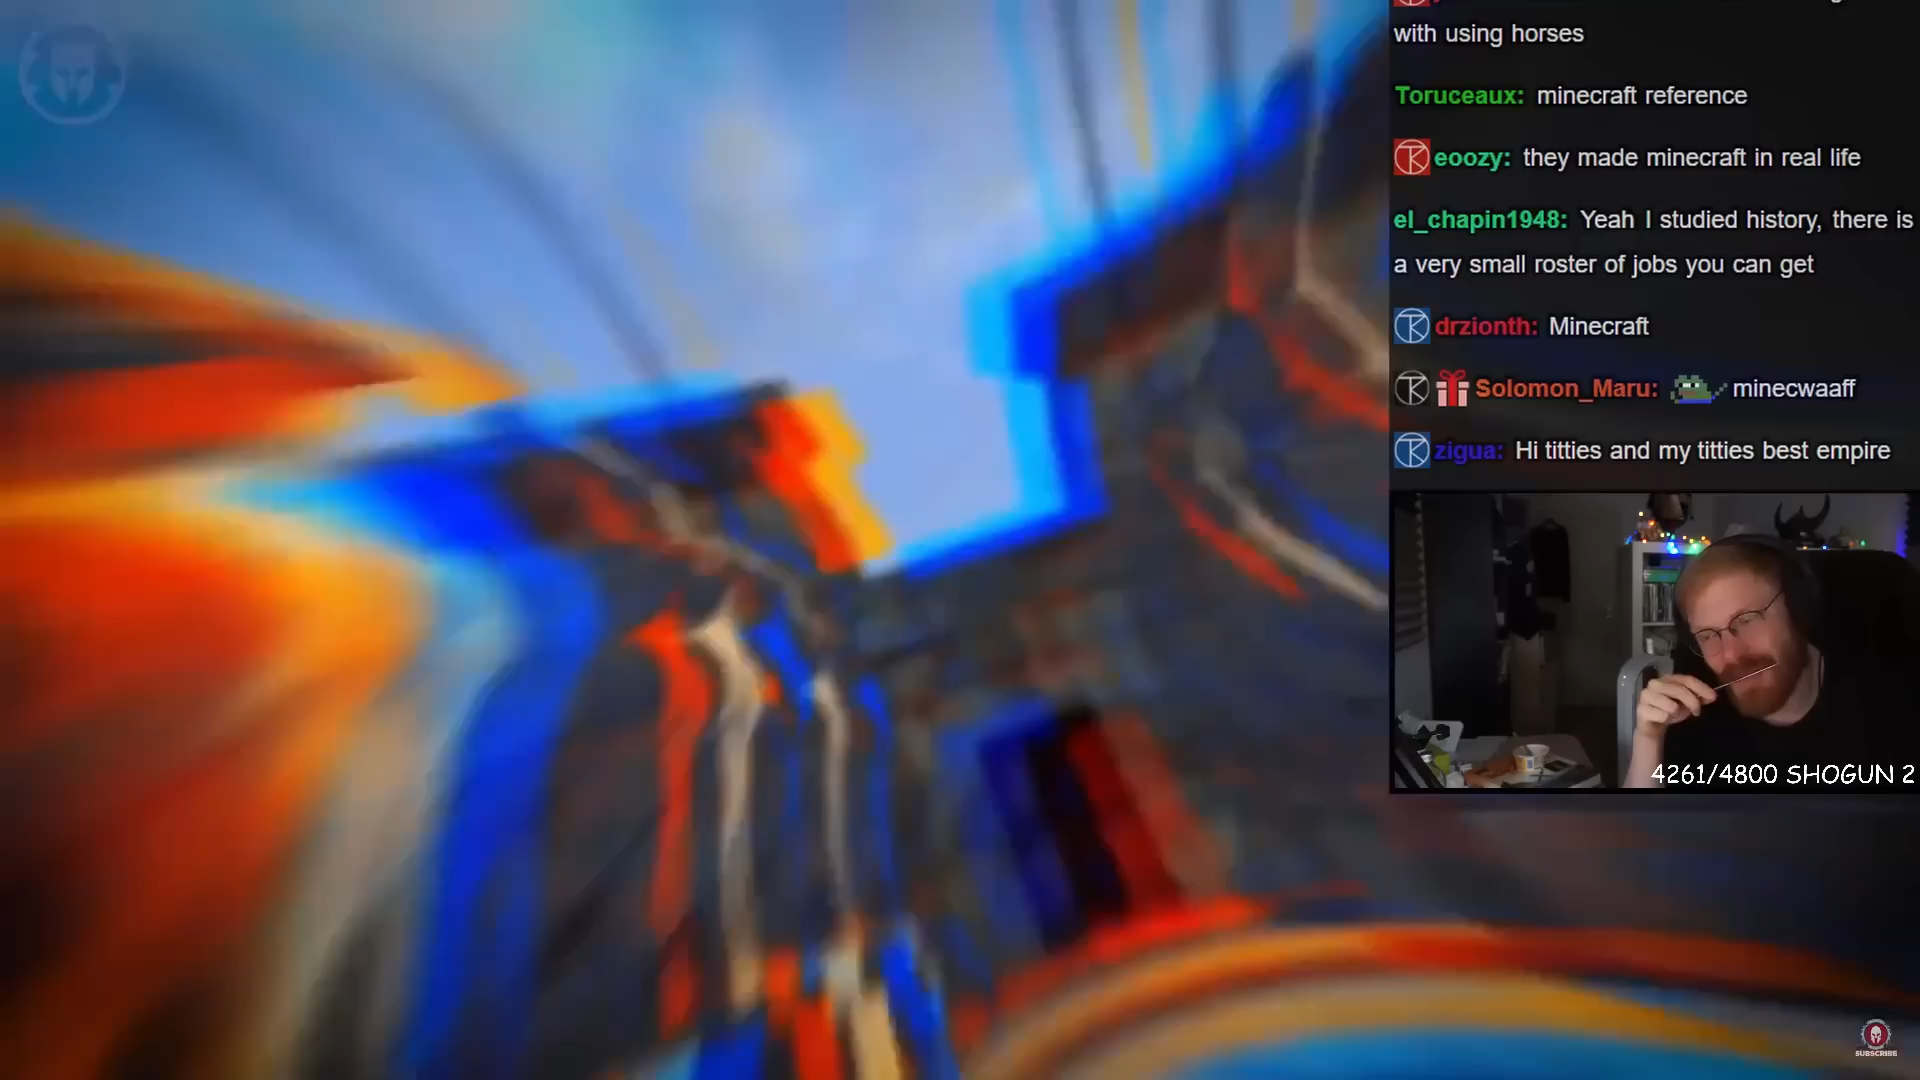 with using horses
Toruceaux: minecraft reference
eoozy: they made minecraft in real life
el_chapin1948: Yeah I studied history, there is
a very small roster of jobs you can get
drzionth: Minecraft
Solomon_Maru: minecwaaff
zigua: Hi titties and my titties best empire
4261/4800 SHOGUN 2
SUBSCRIBE